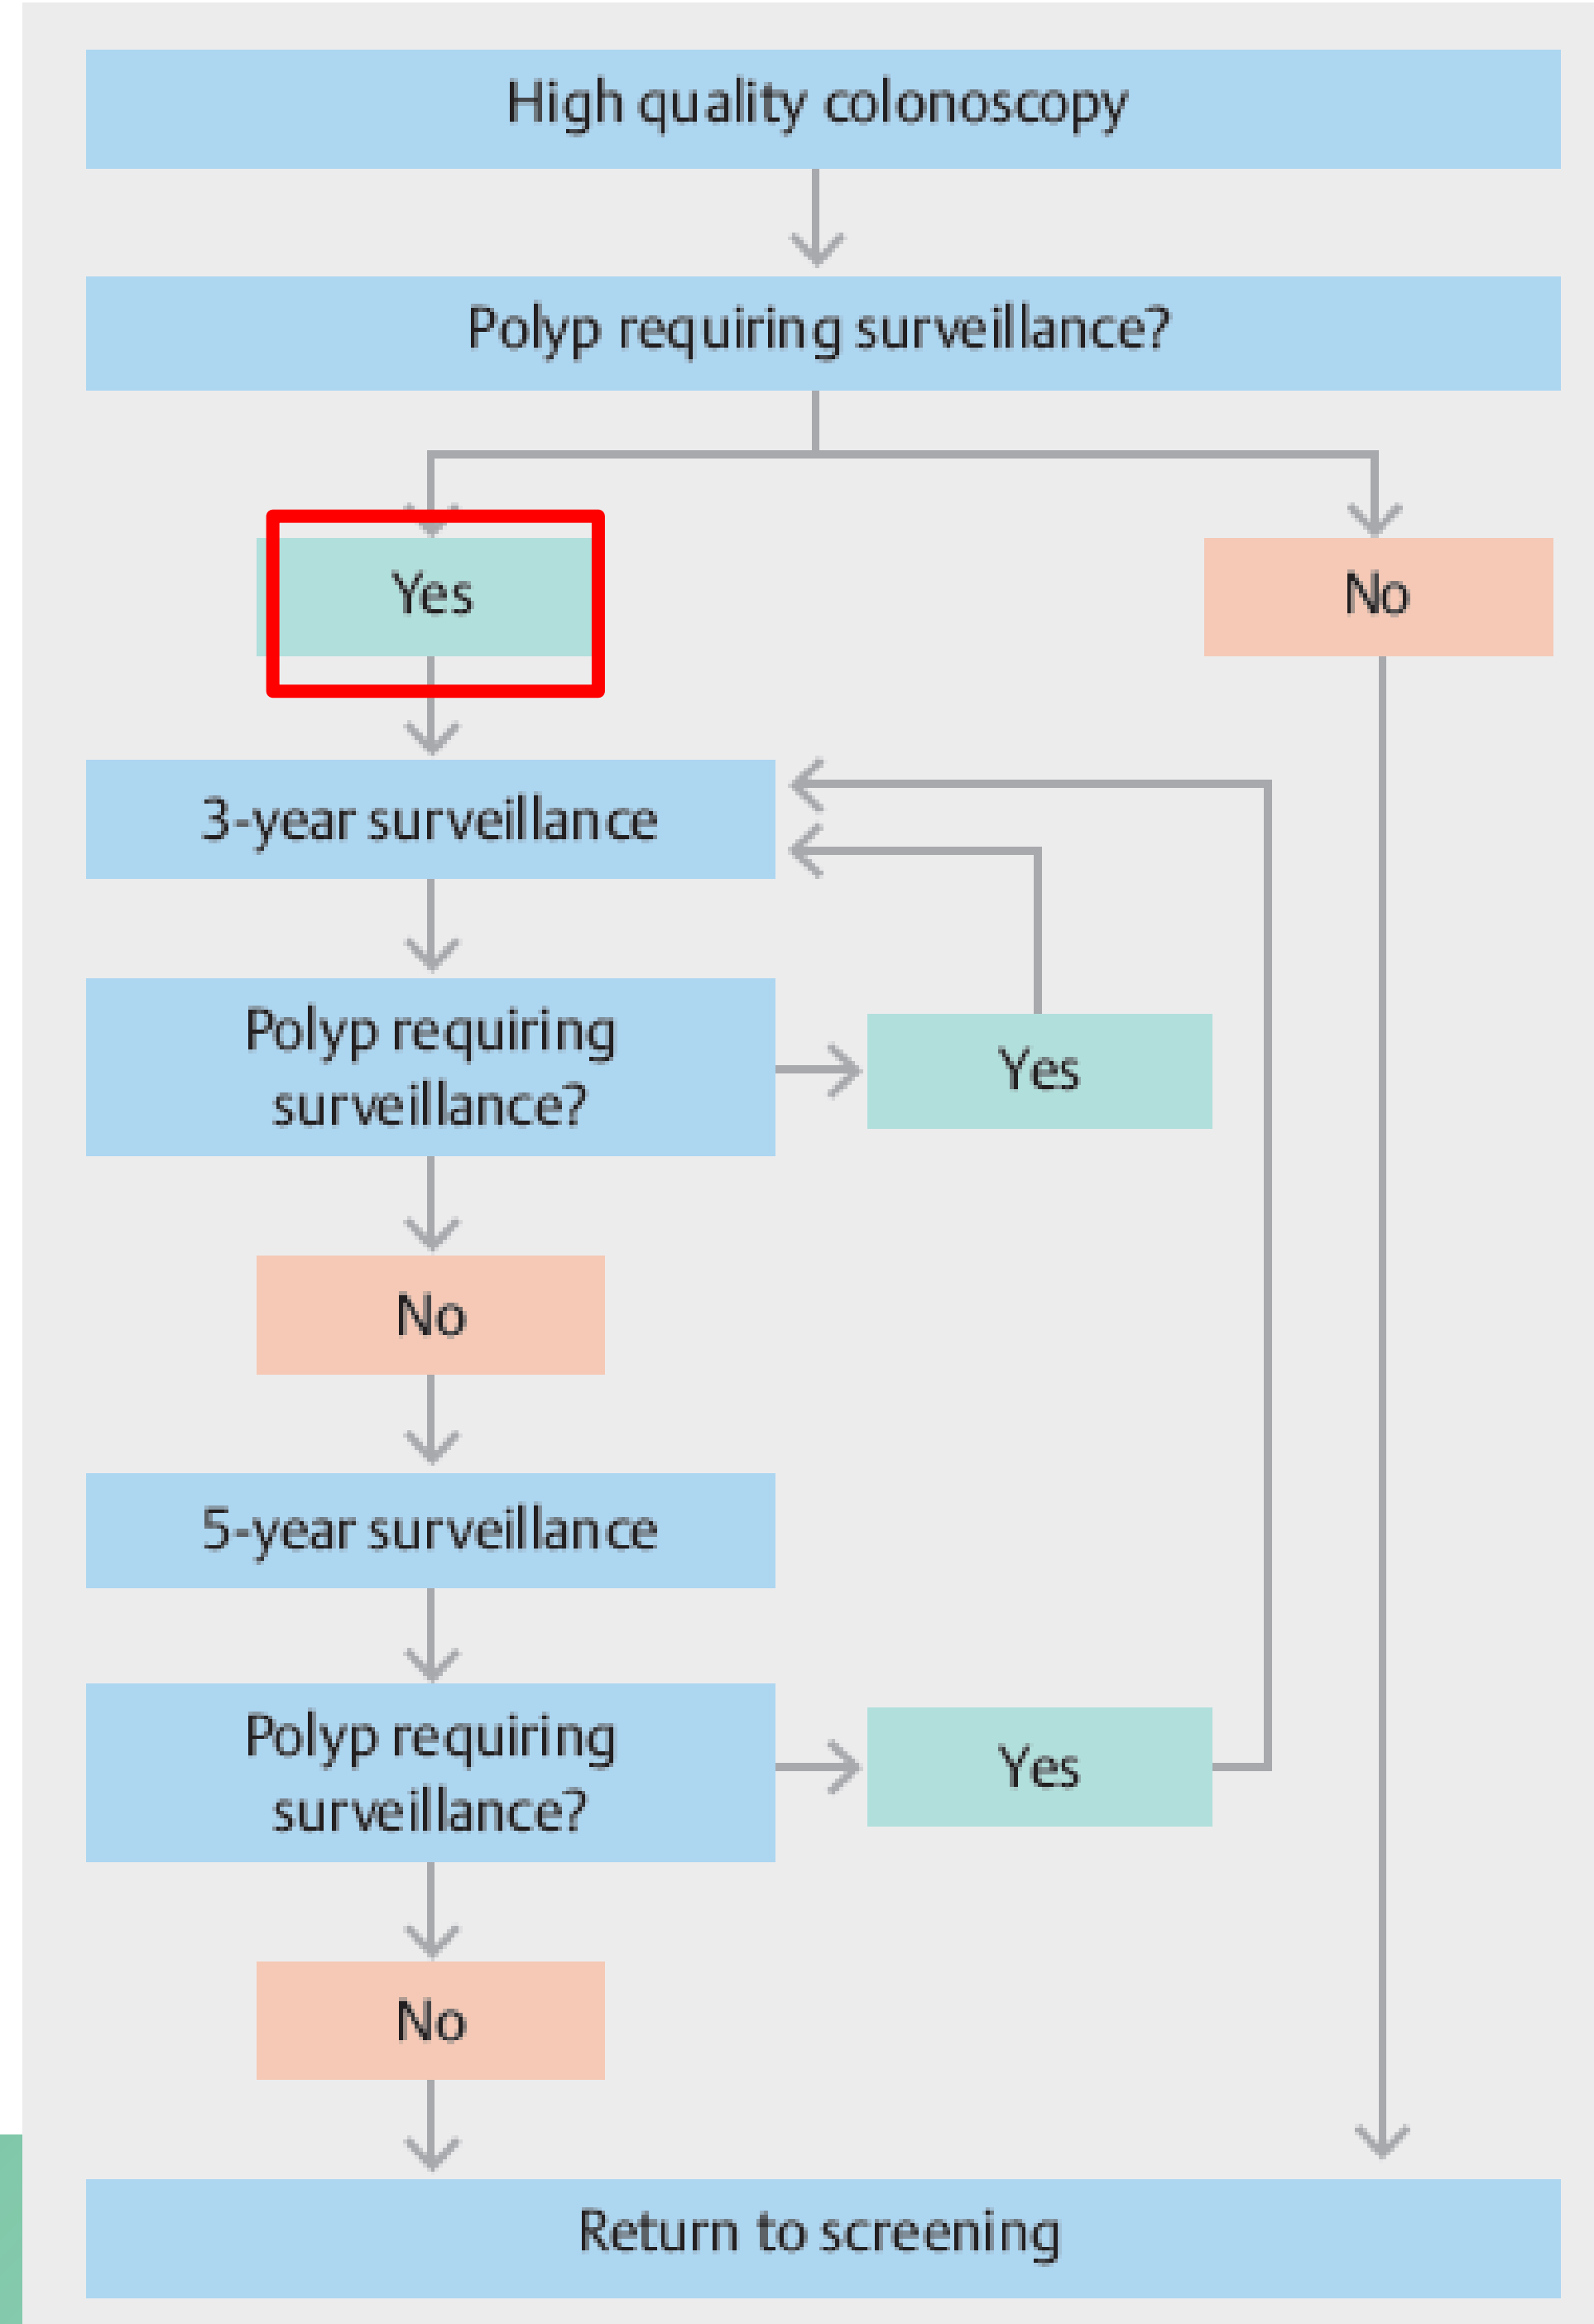 High quality colonoscopy
Polyp requiring surveillance?
Yes
No
3-year surveillance
Polyp requiring
surveillance?
Yes
No
5-year surveillance
Polyp requiring
surveillance?
Yes
No
Return to screening